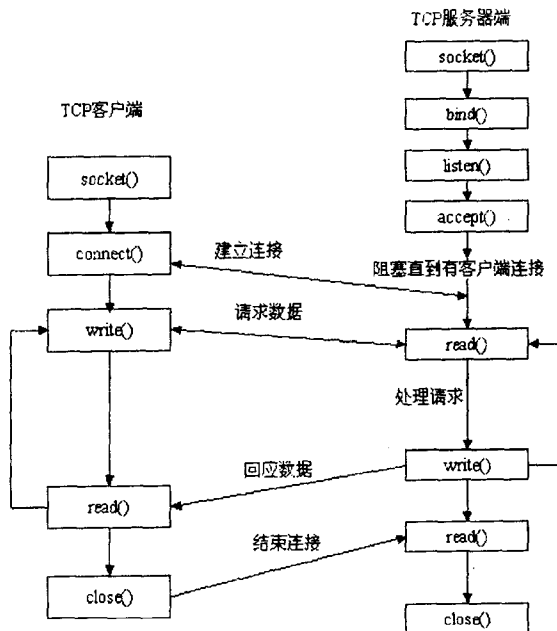 TCP服务器端
socket()
bind()
TCP客户端
listen()
socket()
accept()
connect()
建立连接
阻塞直到有客户端连接
请求数据
write()
read()
处理请求
回应数据
write()
read()
结束连接
read()
close()
close()